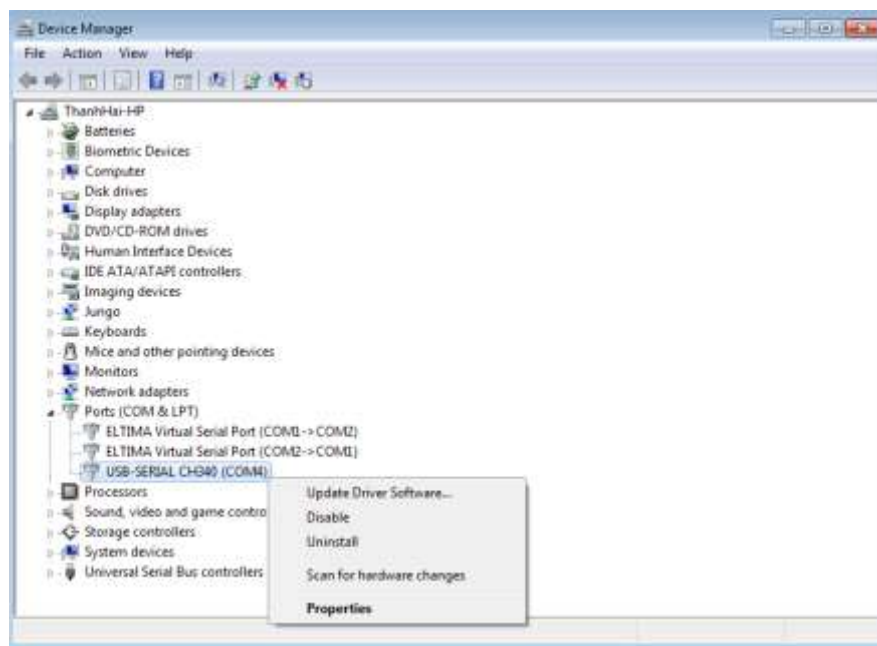 Device Manager
File Action View Help
ThanhHai-HP
Batteries
Biometric Devices
Computer
Disk drives
Display adapters
DVD/CD-ROM drives
Human Interface Devices
IDE ATA/ATAPI controllers
Imaging devices
Jungo
Keyboards
Mice and other pointing devices
Monitors
Network adapters
Ports (COM & LPT)
ELTIMA Virtual Serial Port (COM1->COM2)
ELTIMA Virtual Serial Port (COM2->COM1)
USB-SERIAL CH340 (COM4)
Processors
Sound, video and game contro
Storage controllers
System devices
Universal Serial Bus controllers
Update Driver Software...
Disable
Uninstall
Scan for hardware changes
Properties